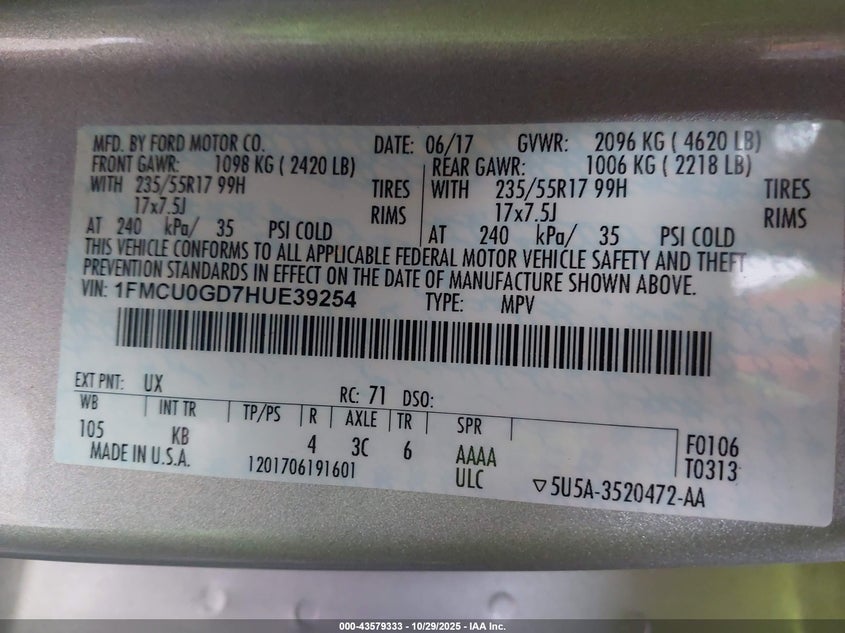 MFD. BY FORD MOTOR CO. DATE: 06/17 GVWR: 2096 KG ( 4620 LB)
FRONT GAWR: 1098 KG ( 2420 LB) REAR GAWR: 1006 KG ( 2218 LB)
WITH 235/55R17 99H TIRES WITH 235/55R17 99H TIRES
17x7.5J RIMS 17x7.5J RIMS
AT 240 kPa/ 35 PSI COLD AT 240 kPa/ 35 PSI COLD
THIS VEHICLE CONFORMS TO ALL APPLICABLE FEDERAL MOTOR VEHICLE SAFETY AND THEFT
PREVENTION STANDARDS IN EFFECT ON THE DATE OF MANUFACTURE SHOWN ABOVE.
VIN: 1FMCU0GD7HUE39254 TYPE: MPV
EXT PNT: UX RC: 71 DSO:
WB INT TR TP/PS R AXLE TR SPR
105 KB 4 3C 6 AAAA F0106
MADE IN U.S.A. 1201706191601 ULC T0313
▽5U5A-3520472-AA
000-43579333 - 10/29/2025 - IAA Inc.